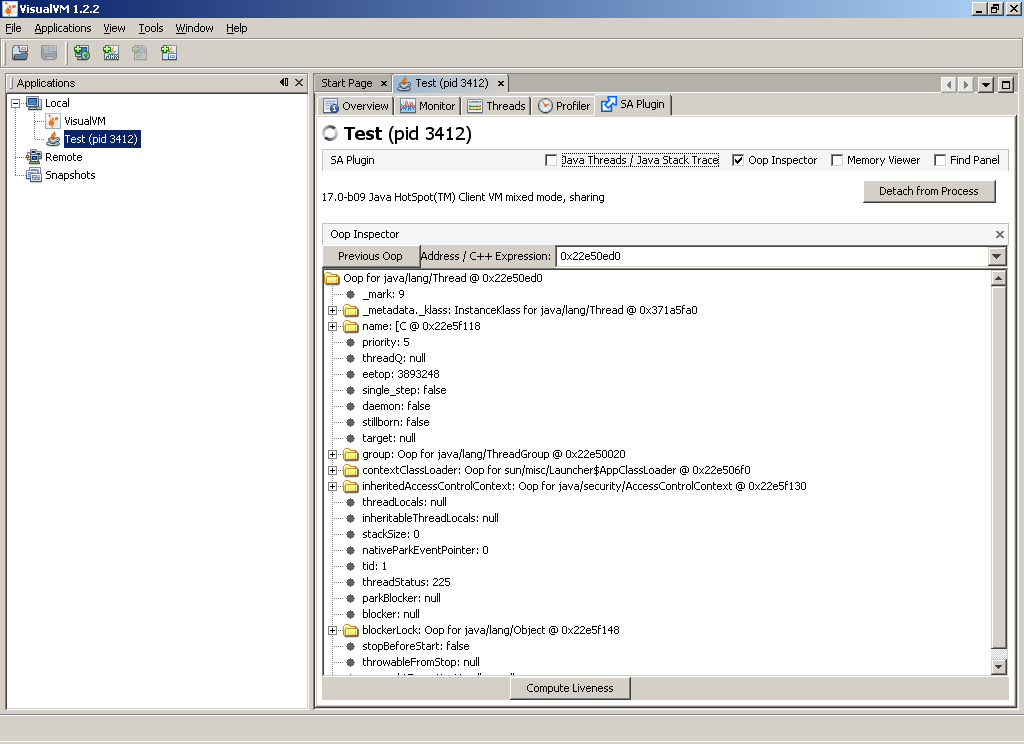 VisualVM 1.2.2
File Applications View Tools Window Help
Applications
Local
VisualVM
Test (pid 3412)
Remote
Snapshots
Start Page Test (pid 3412)
Overview Monitor Threads Profiler SA Plugin
Test (pid 3412)
SA Plugin Java Threads / Java Stack Trace Oop Inspector Memory Viewer Find Panel
17.0-b09 Java HotSpot(TM) Client VM mixed mode, sharing
Detach from Process
Oop Inspector
Previous Oop Address / C++ Expression: 0x22e50ed0
Oop for java/lang/Thread @ 0x22e50ed0
_mark: 9
_metadata._klass: InstanceKlass for java/lang/Thread @ 0x371a5fa0
name: [C @ 0x22e5f118
priority: 5
threadQ: null
eetop: 3893248
single_step: false
daemon: false
stillborn: false
target: null
group: Oop for java/lang/ThreadGroup @ 0x22e50020
contextClassLoader: Oop for sun/misc/Launcher$AppClassLoader @ 0x22e506f0
inheritedAccessControlContext: Oop for java/security/AccessControlContext @ 0x22e5f130
threadLocals: null
inheritableThreadLocals: null
stackSize: 0
nativeParkEventPointer: 0
tid: 1
threadStatus: 225
parkBlocker: null
blocker: null
blockerLock: Oop for java/lang/Object @ 0x22e5f148
stopBeforeStart: false
throwableFromStop: null
Compute Liveness